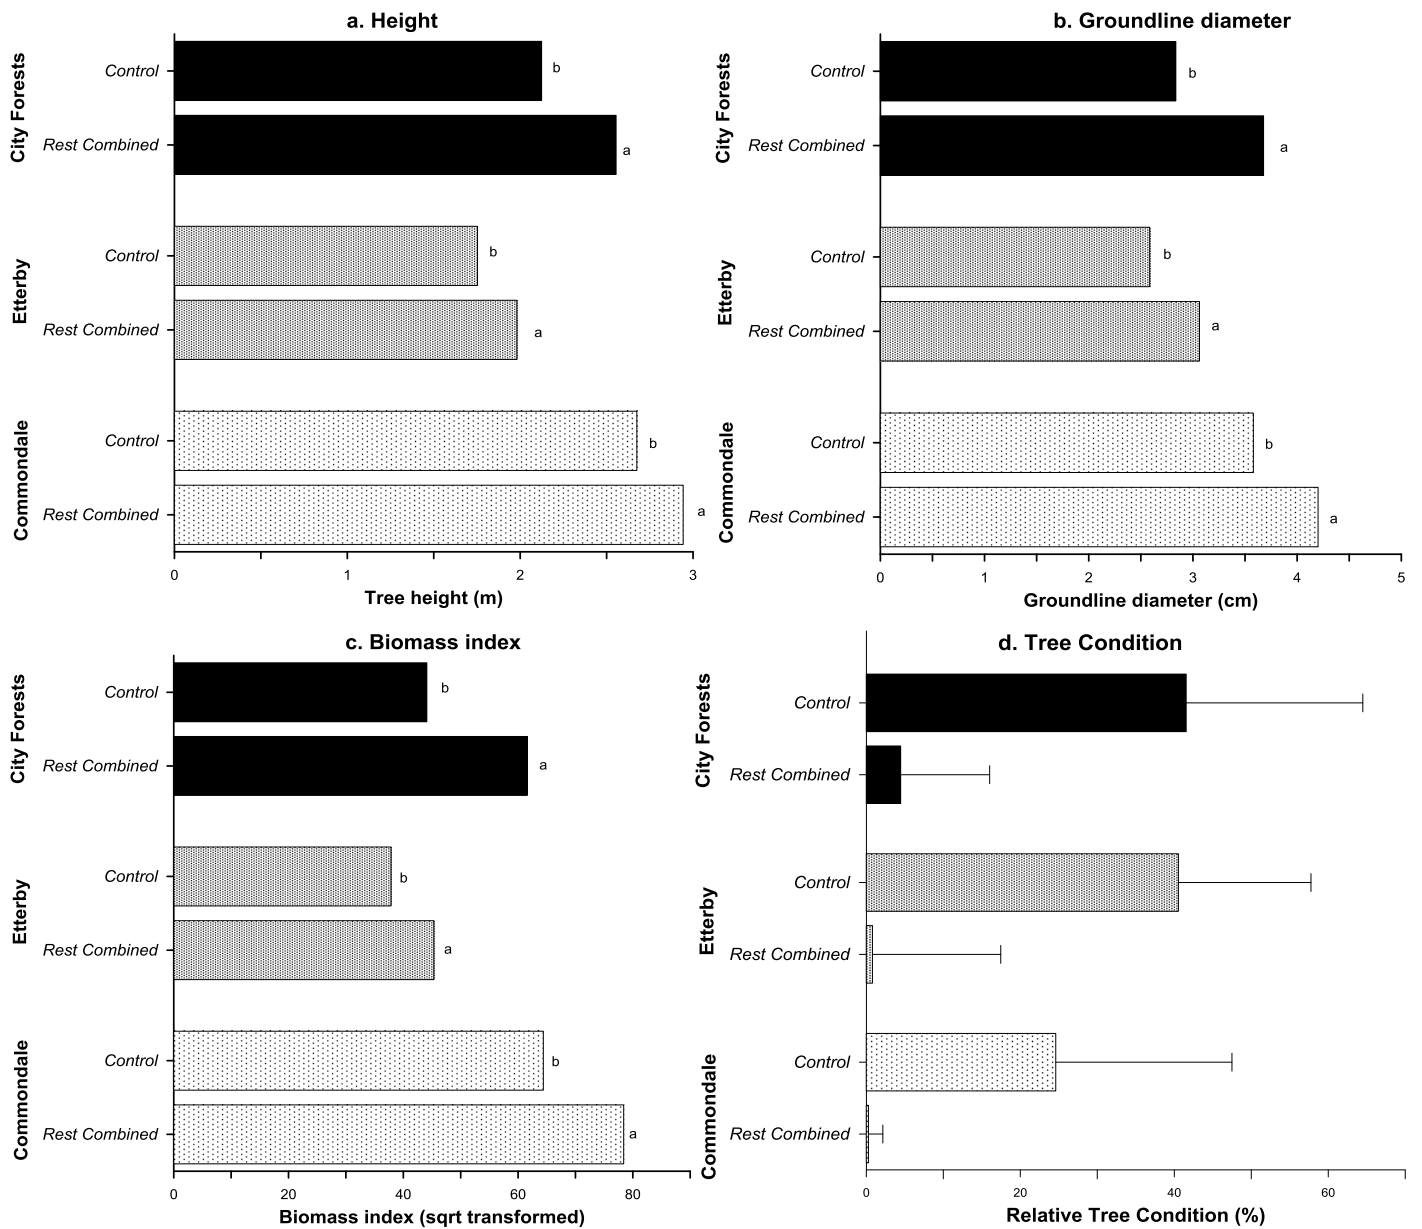 a. Height
City Forests
Control
b
Rest Combined
a
Etterby
Control
b
Rest Combined
a
Commondale
Control
b
Rest Combined
a
0 1 2 3
Tree height (m)
b. Groundline diameter
City Forests
Control
b
Rest Combined
a
Etterby
Control
b
Rest Combined
a
Commondale
Control
b
Rest Combined
a
0 1 2 3 4 5
Groundline diameter (cm)
c. Biomass index
City Forests
Control
b
Rest Combined
a
Etterby
Control
b
Rest Combined
a
Commondale
Control
b
Rest Combined
a
0 20 40 60 80
Biomass index (sqrt transformed)
d. Tree Condition
City Forests
Control
Rest Combined
Etterby
Control
Rest Combined
Commondale
Control
Rest Combined
0 20 40 60
Relative Tree Condition (%)